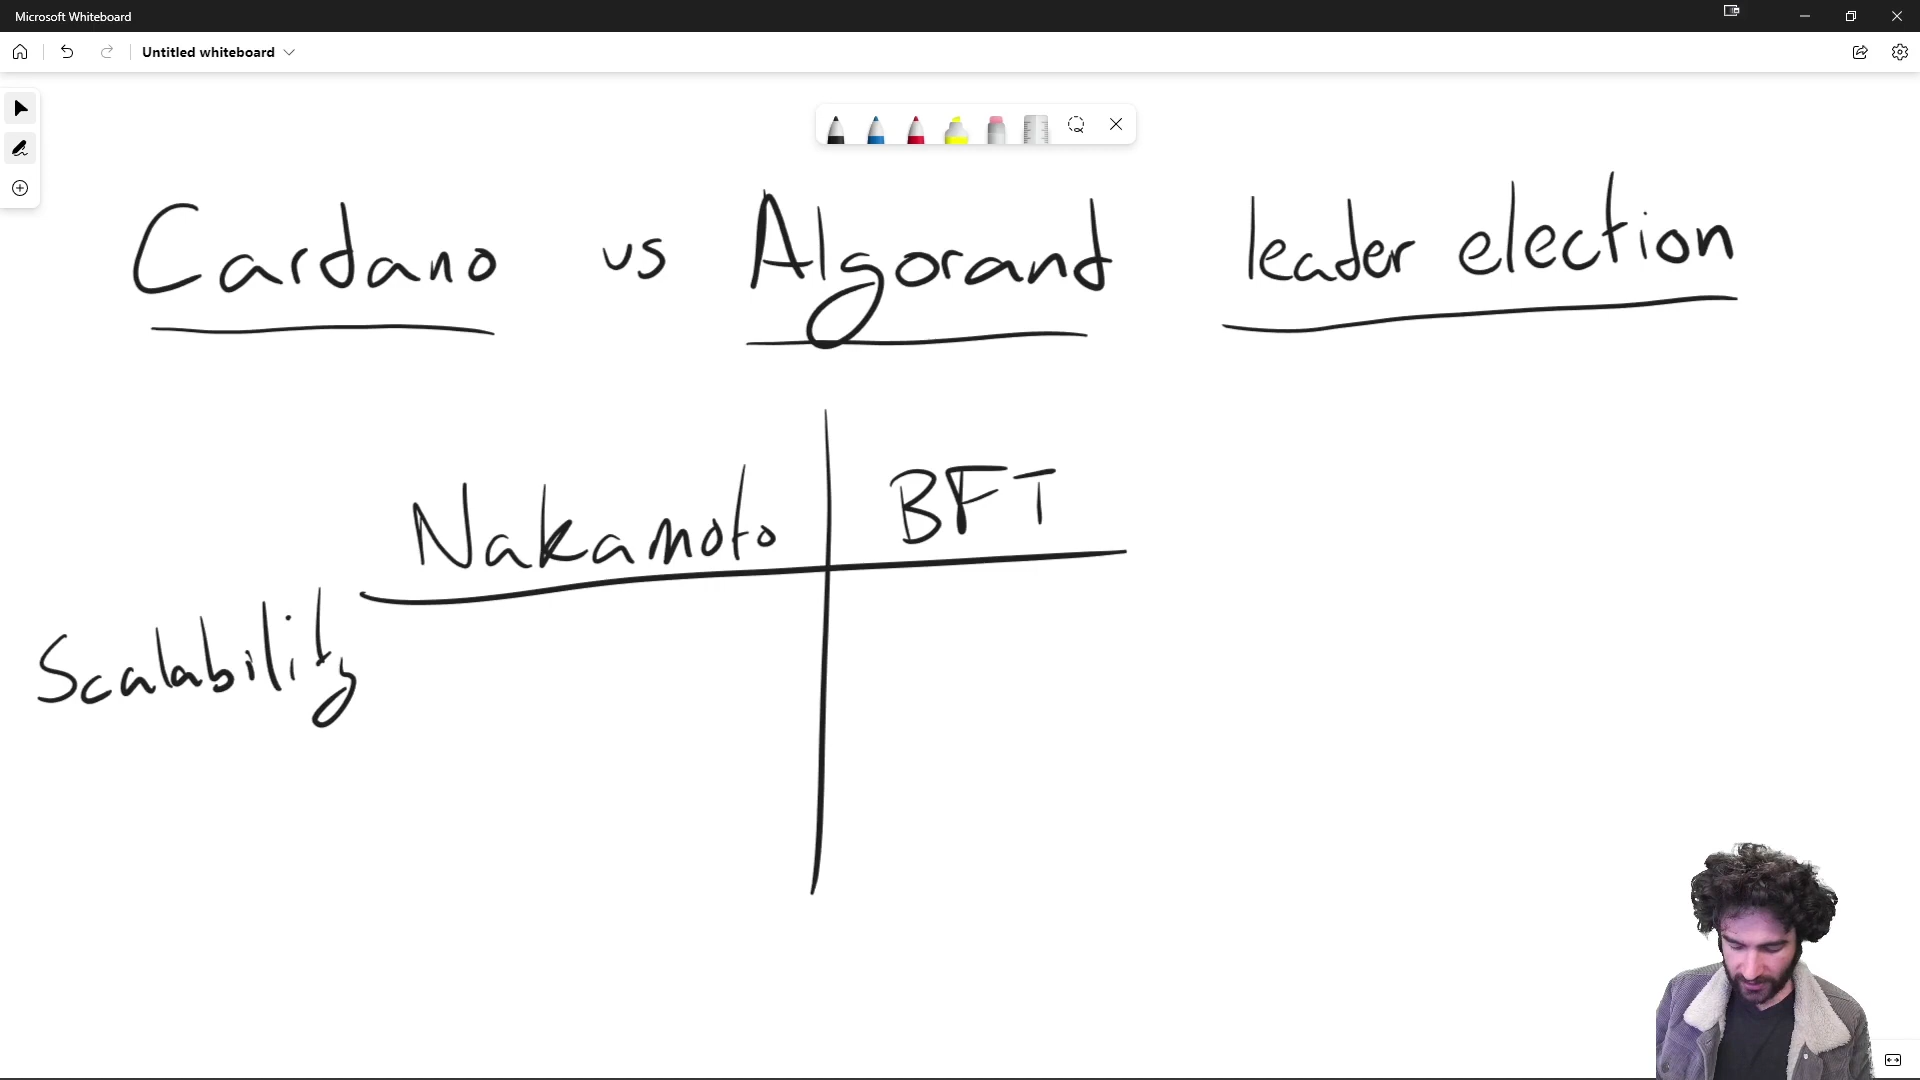 Microsoft Whiteboard
Untitled whiteboard
Cardano vs Algorand leader election
Nakamoto BFT
Scalability